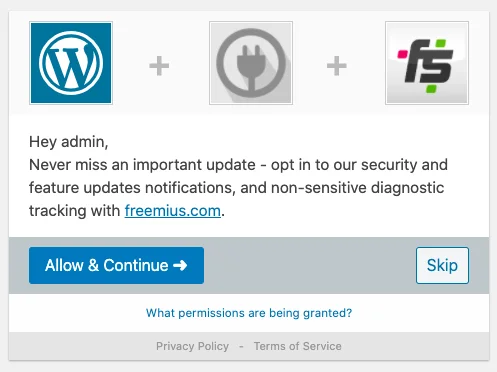 W
+
+
fs
Hey admin,
Never miss an important update - opt in to our security and
feature updates notifications, and non-sensitive diagnostic
tracking with freemius.com.
Allow & Continue ➜
Skip
What permissions are being granted?
Privacy Policy - Terms of Service